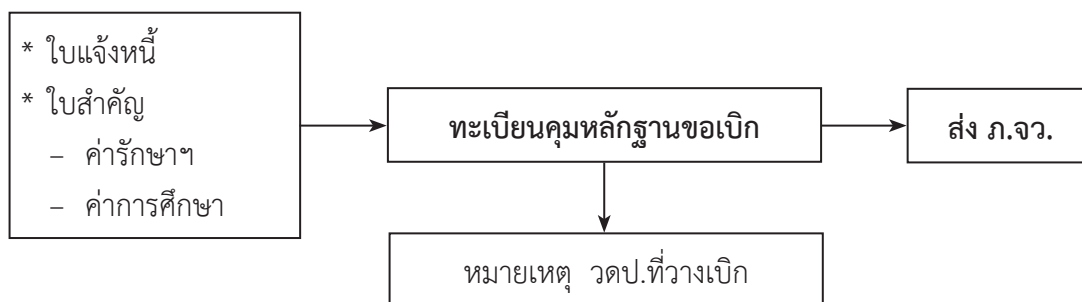 * ใบแจ้งหนี้
* ใบสำคัญ
– ค่ารักษาฯ
– ค่าการศึกษา
ทะเบียนคุมหลักฐานขอเบิก
ส่ง ภ.จว.
หมายเหตุ วดป.ที่วางเบิก